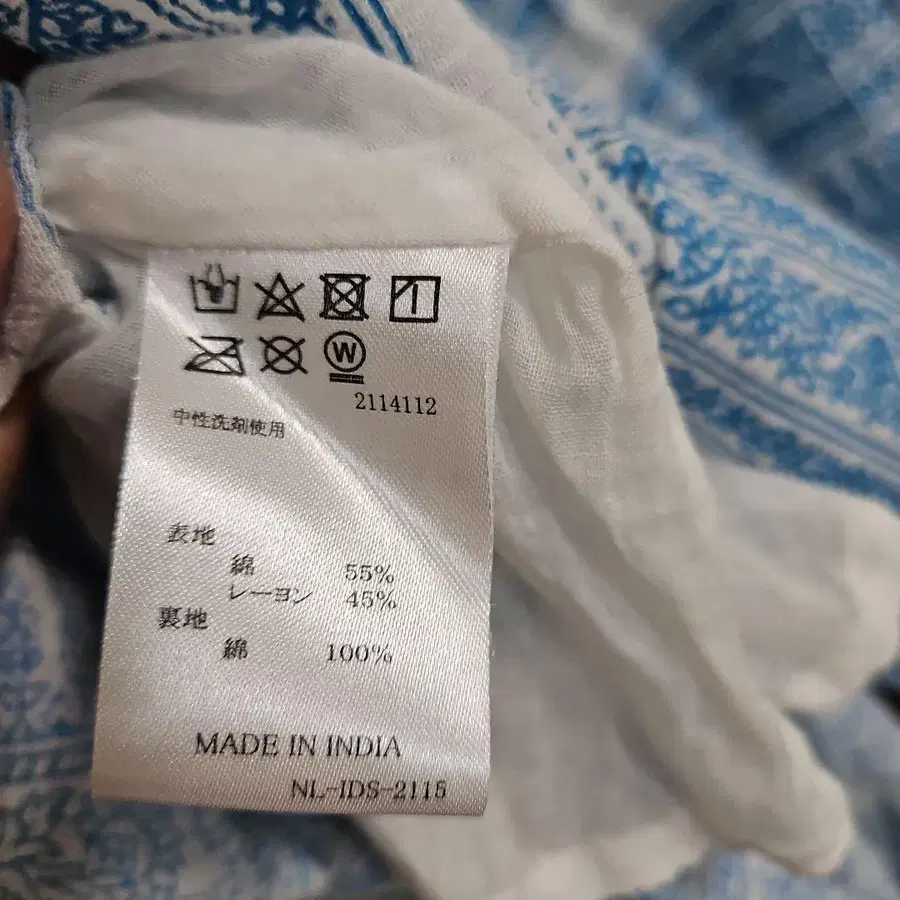 W
2114112
中性洗剤使用
表地
綿 55%
レーヨン 45%
裏地
綿 100%
MADE IN INDIA
NL-IDS-2115